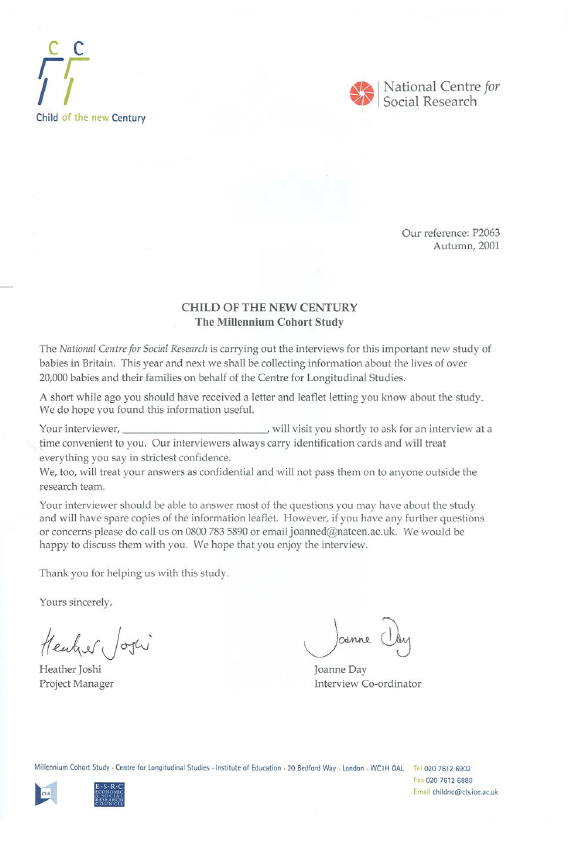 C C
Child of the new Century
National Centre for
Social Research
Our reference: P2063
Autumn, 2001
CHILD OF THE NEW CENTURY
The Millennium Cohort Study
The National Centre for Social Research is carrying out the interviews for this important new study of
babies in Britain. This year and next we shall be collecting information about the lives of over
20,000 babies and their families on behalf of the Centre for Longitudinal Studies.
A short while ago you should have received a letter and leaflet letting you know about the study.
We do hope you found this information useful.
Your interviewer, ____________________________, will visit you shortly to ask for an interview at a
time convenient to you. Our interviewers always carry identification cards and will treat
everything you say in strictest confidence.
We, too, will treat your answers as confidential and will not pass them on to anyone outside the
research team.
Your interviewer should be able to answer most of the questions you may have about the study
and will have spare copies of the information leaflet. However, if you have any further questions
or concerns please do call us on 0800 783 5890 or email joanned@natcen.ac.uk. We would be
happy to discuss them with you. We hope that you enjoy the interview.
Thank you for helping us with this study.
Yours sincerely,
Heather Joshi
Joanne Day
Heather Joshi
Project Manager
Joanne Day
Interview Co-ordinator
Millennium Cohort Study - Centre for Longitudinal Studies - Institute of Education - 20 Bedford Way - London - WC1H 0AL Tel 020 7612 6902
Fax 020 7612 6880
Email childnc@cls.ioe.ac.uk
CLS
E·S·R·C
ECONOMIC
& SOCIAL
RESEARCH
COUNCIL